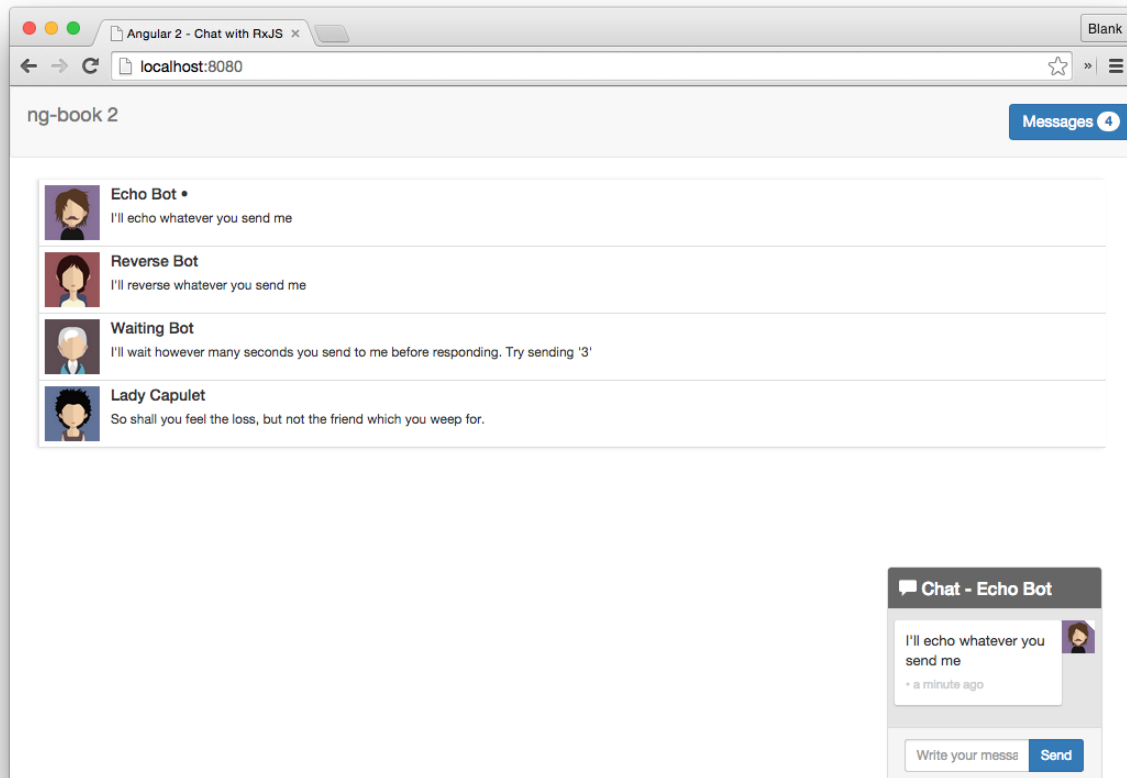 Angular 2 - Chat with RxJS
Blank
localhost:8080
ng-book 2
Messages 4
Echo Bot •
I'll echo whatever you send me
Reverse Bot
I'll reverse whatever you send me
Waiting Bot
I'll wait however many seconds you send to me before responding. Try sending '3'
Lady Capulet
So shall you feel the loss, but not the friend which you weep for.
Chat - Echo Bot
I'll echo whatever you
send me
• a minute ago
Write your messa
Send